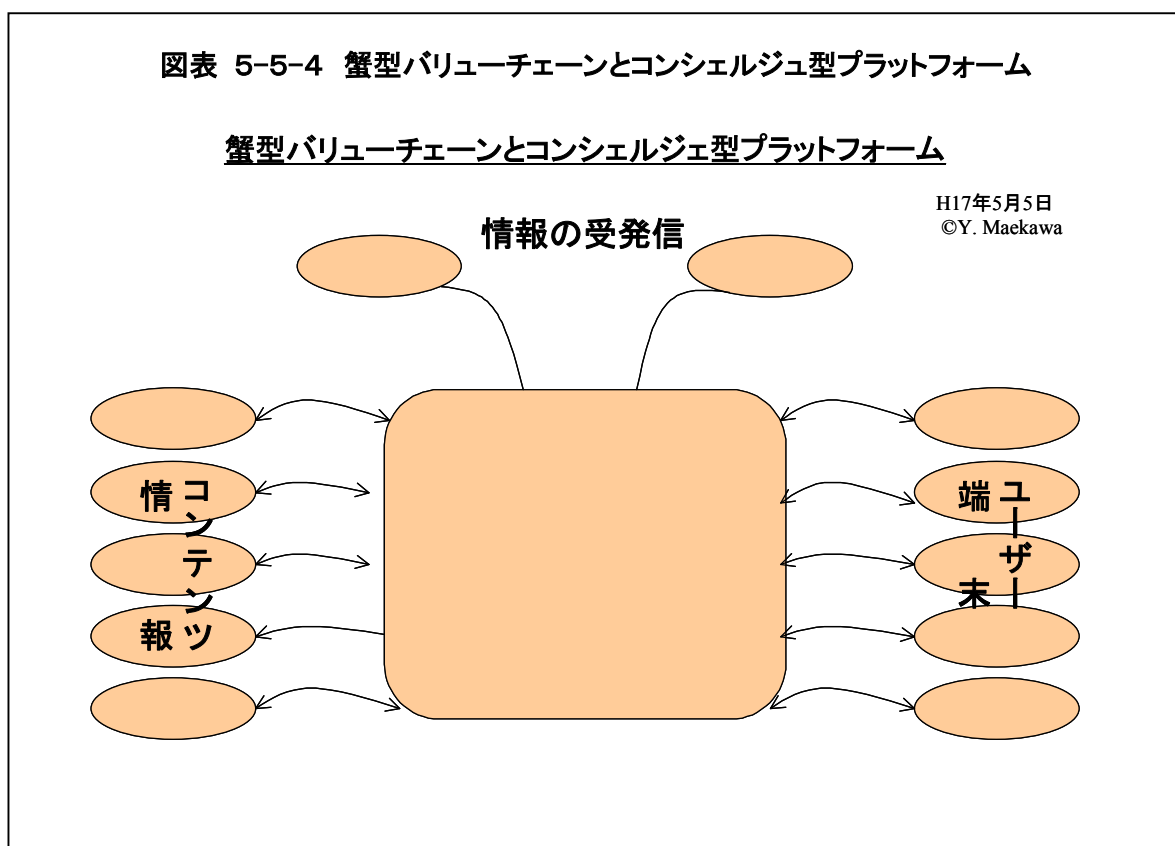 図表 5-5-4 蟹型バリューチェーンとコンシェルジュ型プラットフォーム
蟹型バリューチェーンとコンシェルジェ型プラットフォーム
H17年5月5日
©Y. Maekawa
情報の受発信
コンテンツ
情報
ユーザー
端末